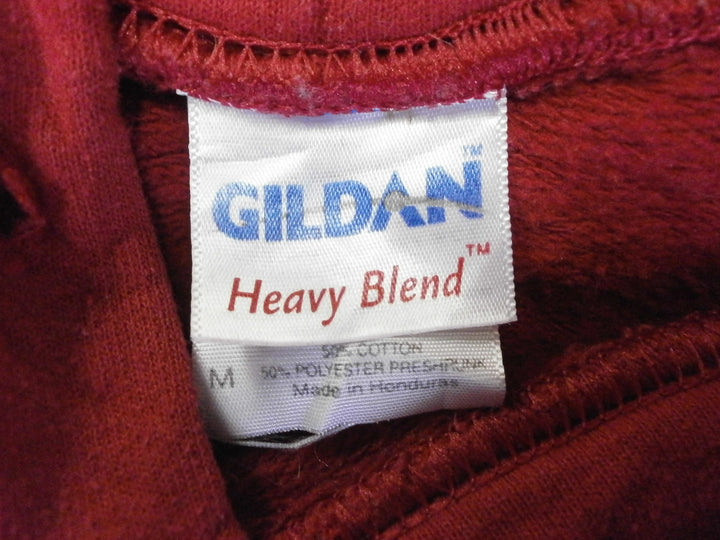 GILDAN™
Heavy Blend™
M
50% COTTON
50% POLYESTER PRESHRUNK
Made in Honduras